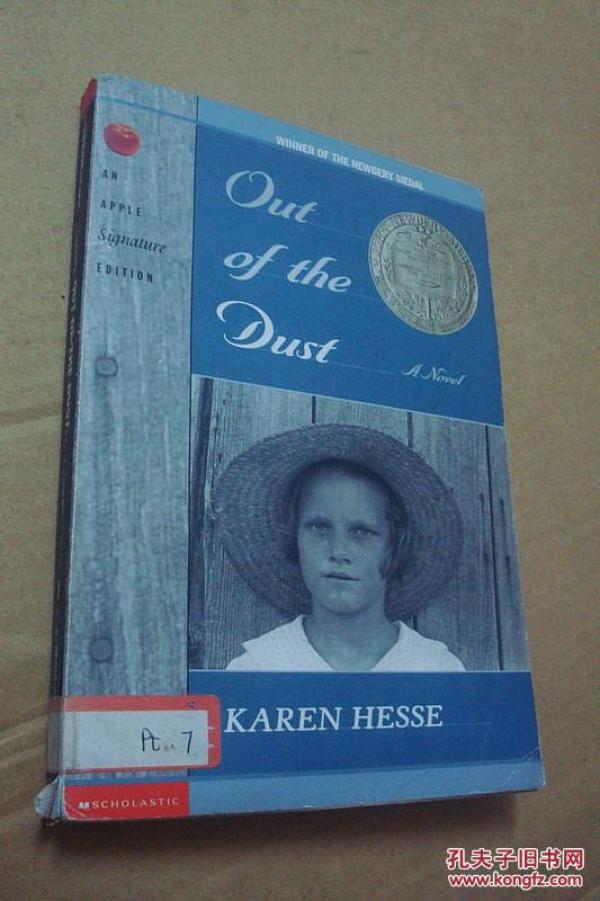 WINNER OF THE NEWBERY MEDAL
AN
APPLE
Signature
EDITION
Out
of the
Dust
A Novel
KAREN HESSE
Pt 7
SCHOLASTIC
孔夫子旧书网
www.kongfz.com